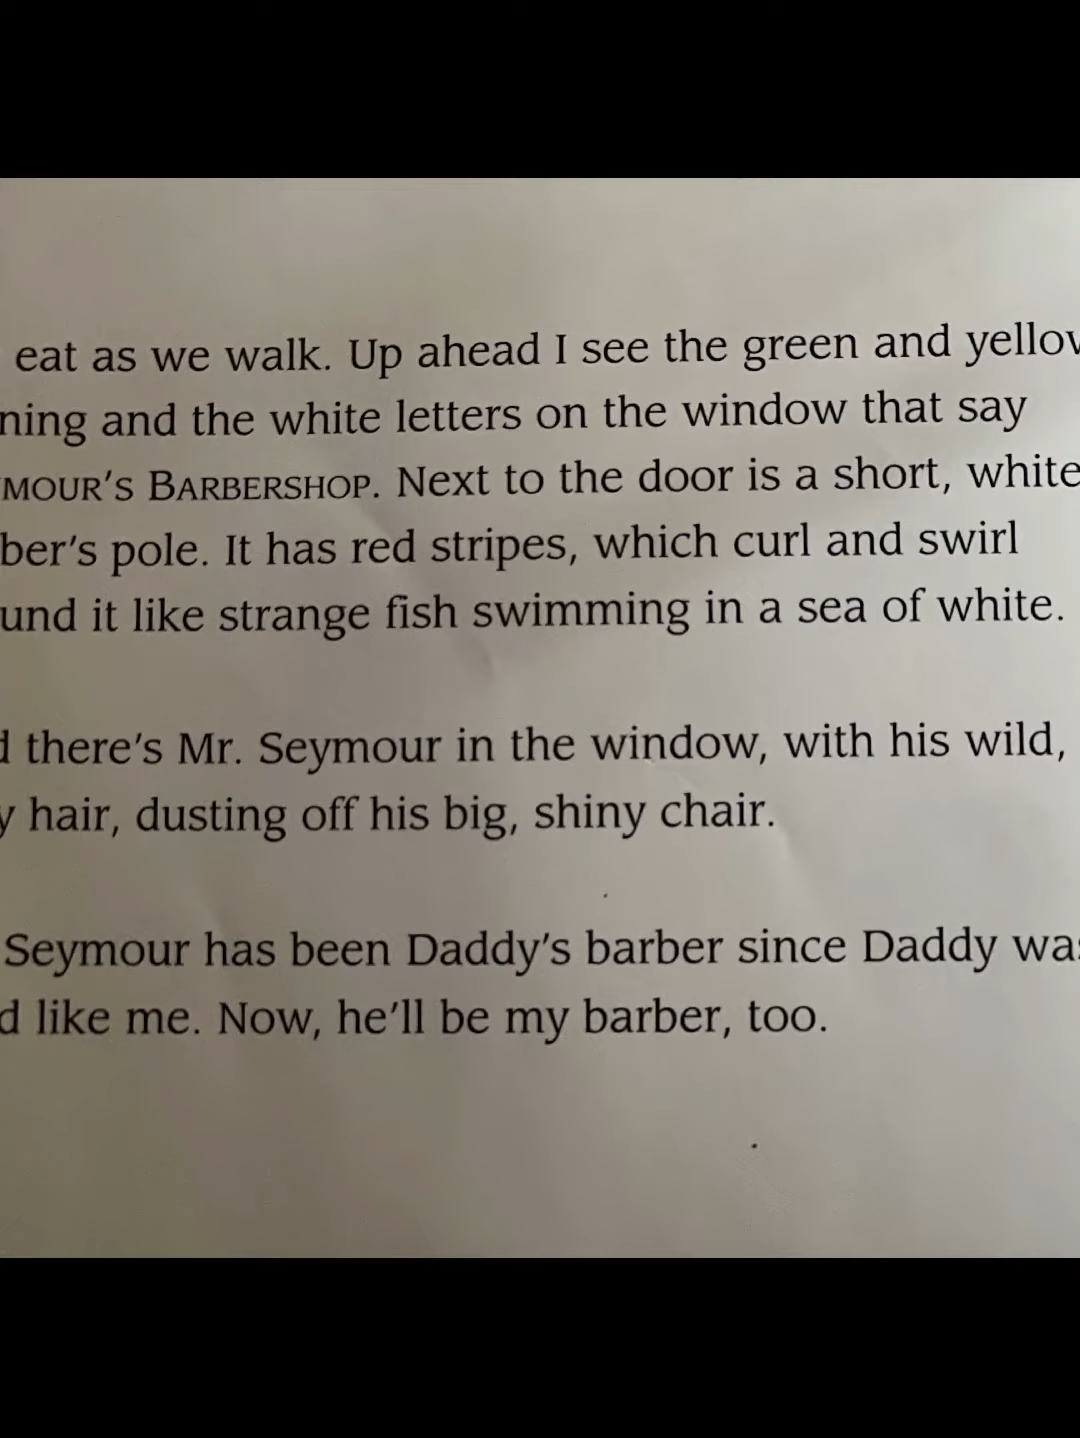 eat as we walk. Up ahead I see the green and yellow
ning and the white letters on the window that say
MOUR'S BARBERSHOP. Next to the door is a short, white
ber's pole. It has red stripes, which curl and swirl
und it like strange fish swimming in a sea of white.
d there's Mr. Seymour in the window, with his wild,
y hair, dusting off his big, shiny chair.
Seymour has been Daddy's barber since Daddy was
d like me. Now, he'll be my barber, too.